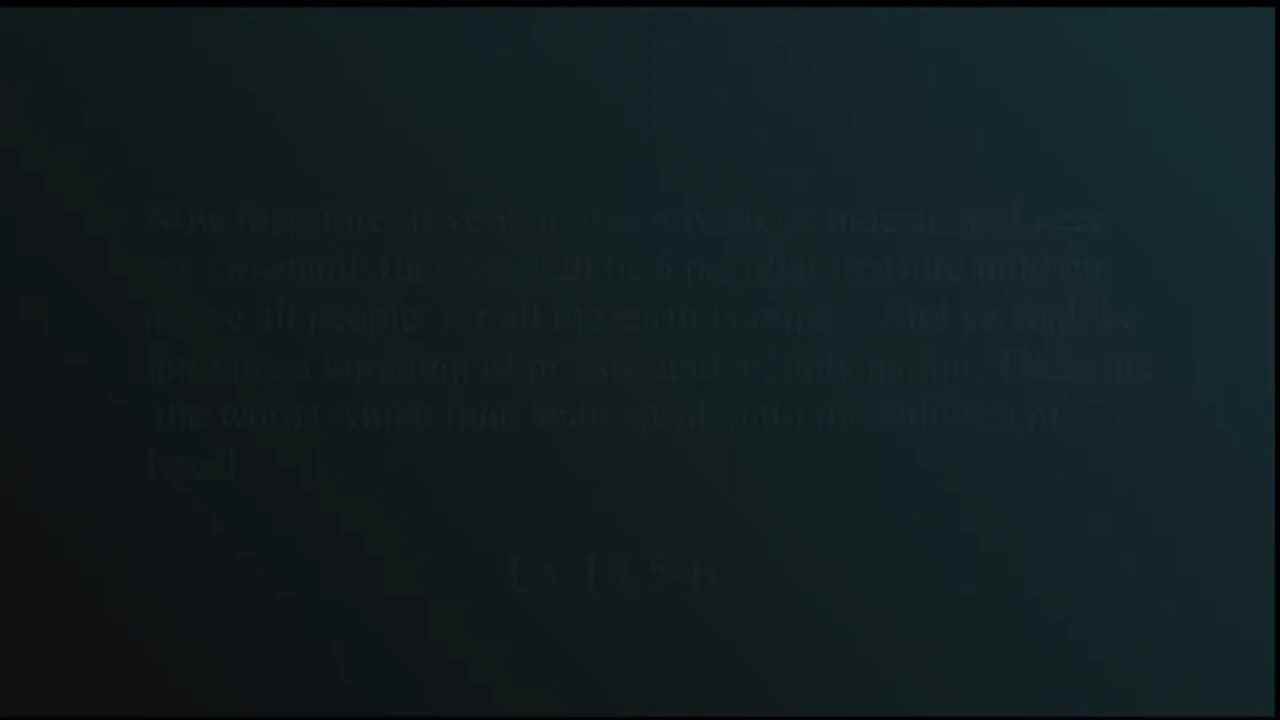 Now therefore, if ye will obey my voice indeed, and keep
my covenant, then ye shall be a peculiar treasure unto me
above all people: for all the earth is mine: And ye shall be
unto me a kingdom of priests, and an holy nation. These are
the words which thou shalt speak unto the children of
Israel.
Ex.19:5-6